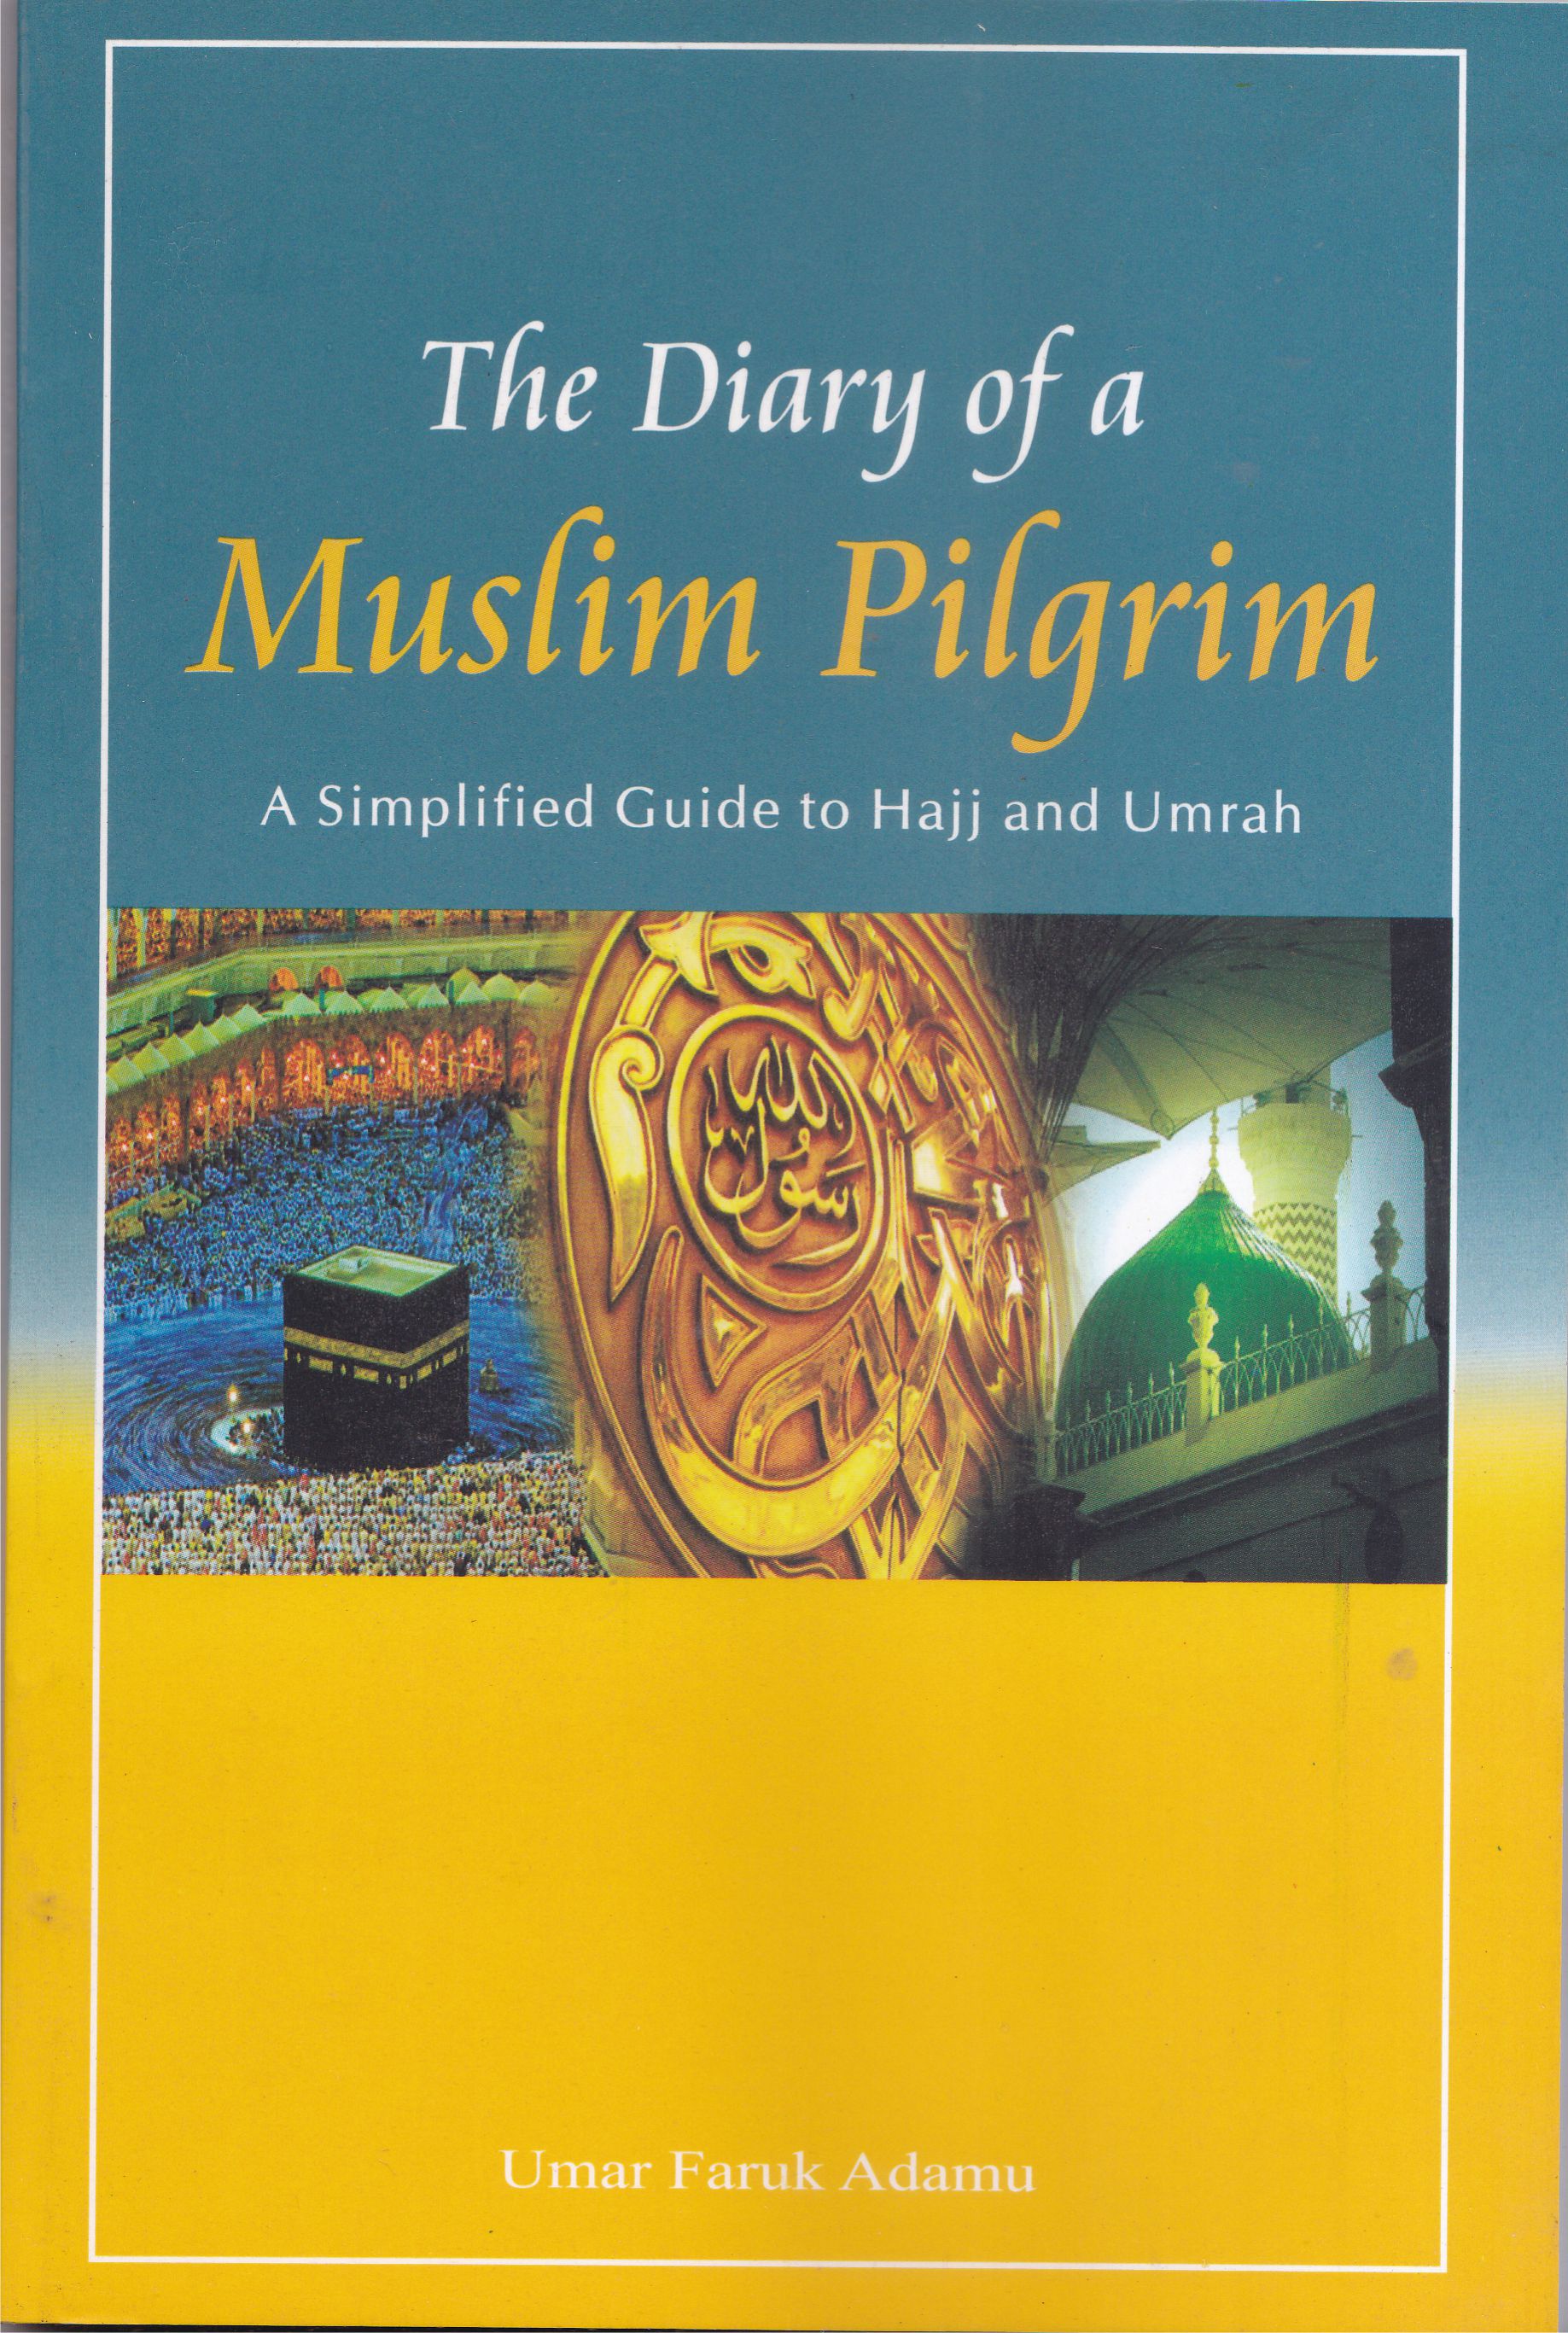 The Diary of a
Muslim Pilgrim
A Simplified Guide to Hajj and Umrah
الله
رسول
Umar Faruk Adamu